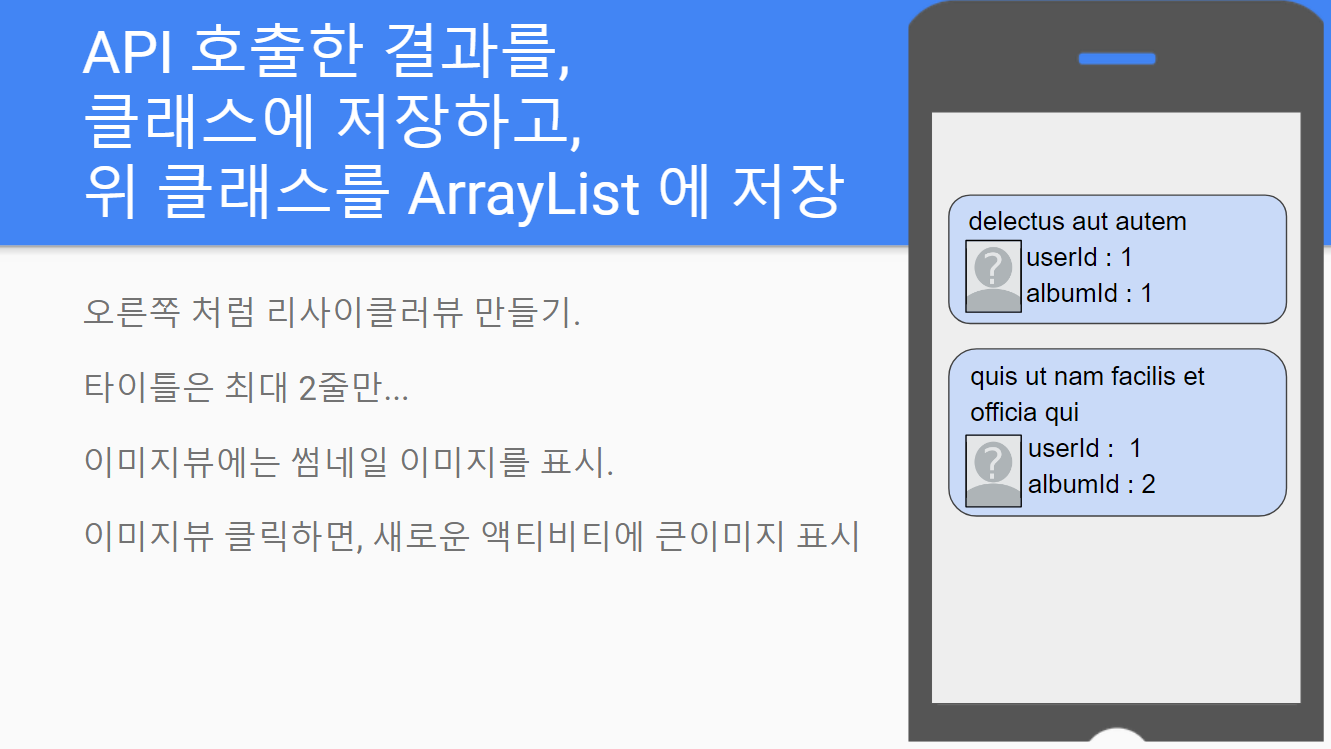 API 호출한 결과를,
클래스에 저장하고,
위 클래스를 ArrayList 에 저장
오른쪽 처럼 리사이클러뷰 만들기.
타이틀은 최대 2줄만...
이미지뷰에는 썸네일 이미지를 표시.
이미지뷰 클릭하면, 새로운 액티비티에 큰이미지 표시
delectus aut autem
?
userId : 1
albumId : 1
quis ut nam facilis et
officia qui
?
userId :  1
albumId : 2